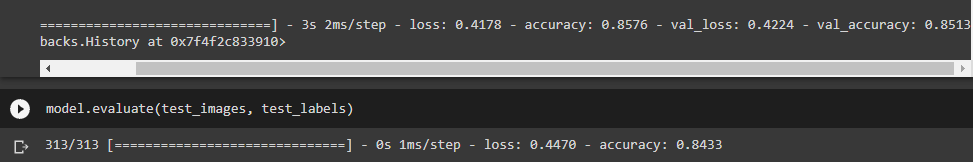 ==============================] - 3s 2ms/step - loss: 0.4178 - accuracy: 0.8576 - val_loss: 0.4224 - val_accuracy: 0.8513
backs.History at 0x7f4f2c833910>
model.evaluate(test_images, test_labels)
313/313 [==============================] - 0s 1ms/step - loss: 0.4470 - accuracy: 0.8433